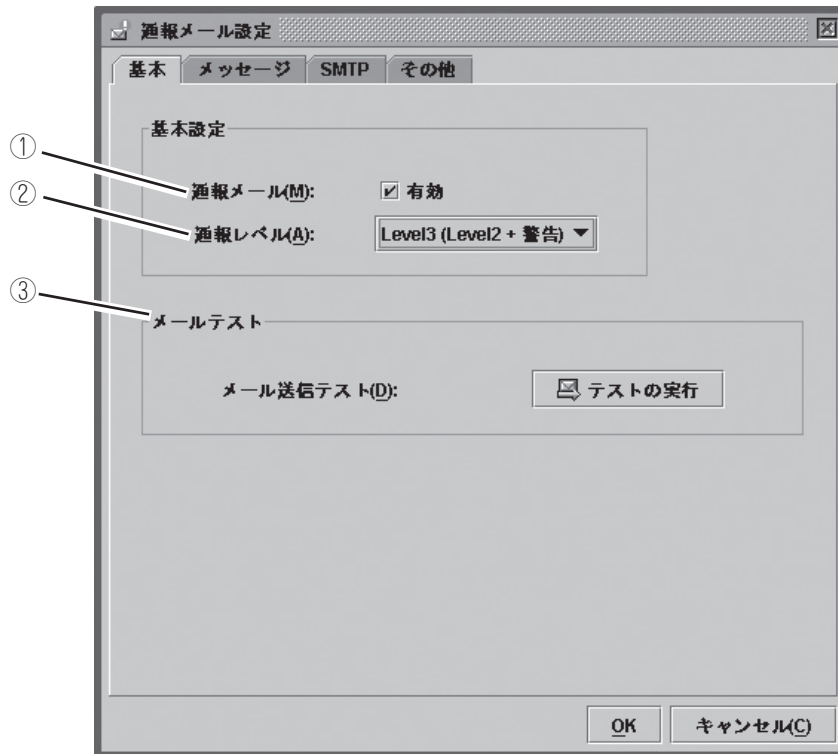 通報メール設定
基本 メッセージ SMTP その他
基本設定
① 通報メール(M): 有効
② 通報レベル(A): Level3 (Level2 + 警告)
③ メールテスト
メール送信テスト(D): テストの実行
OK キャンセル(C)